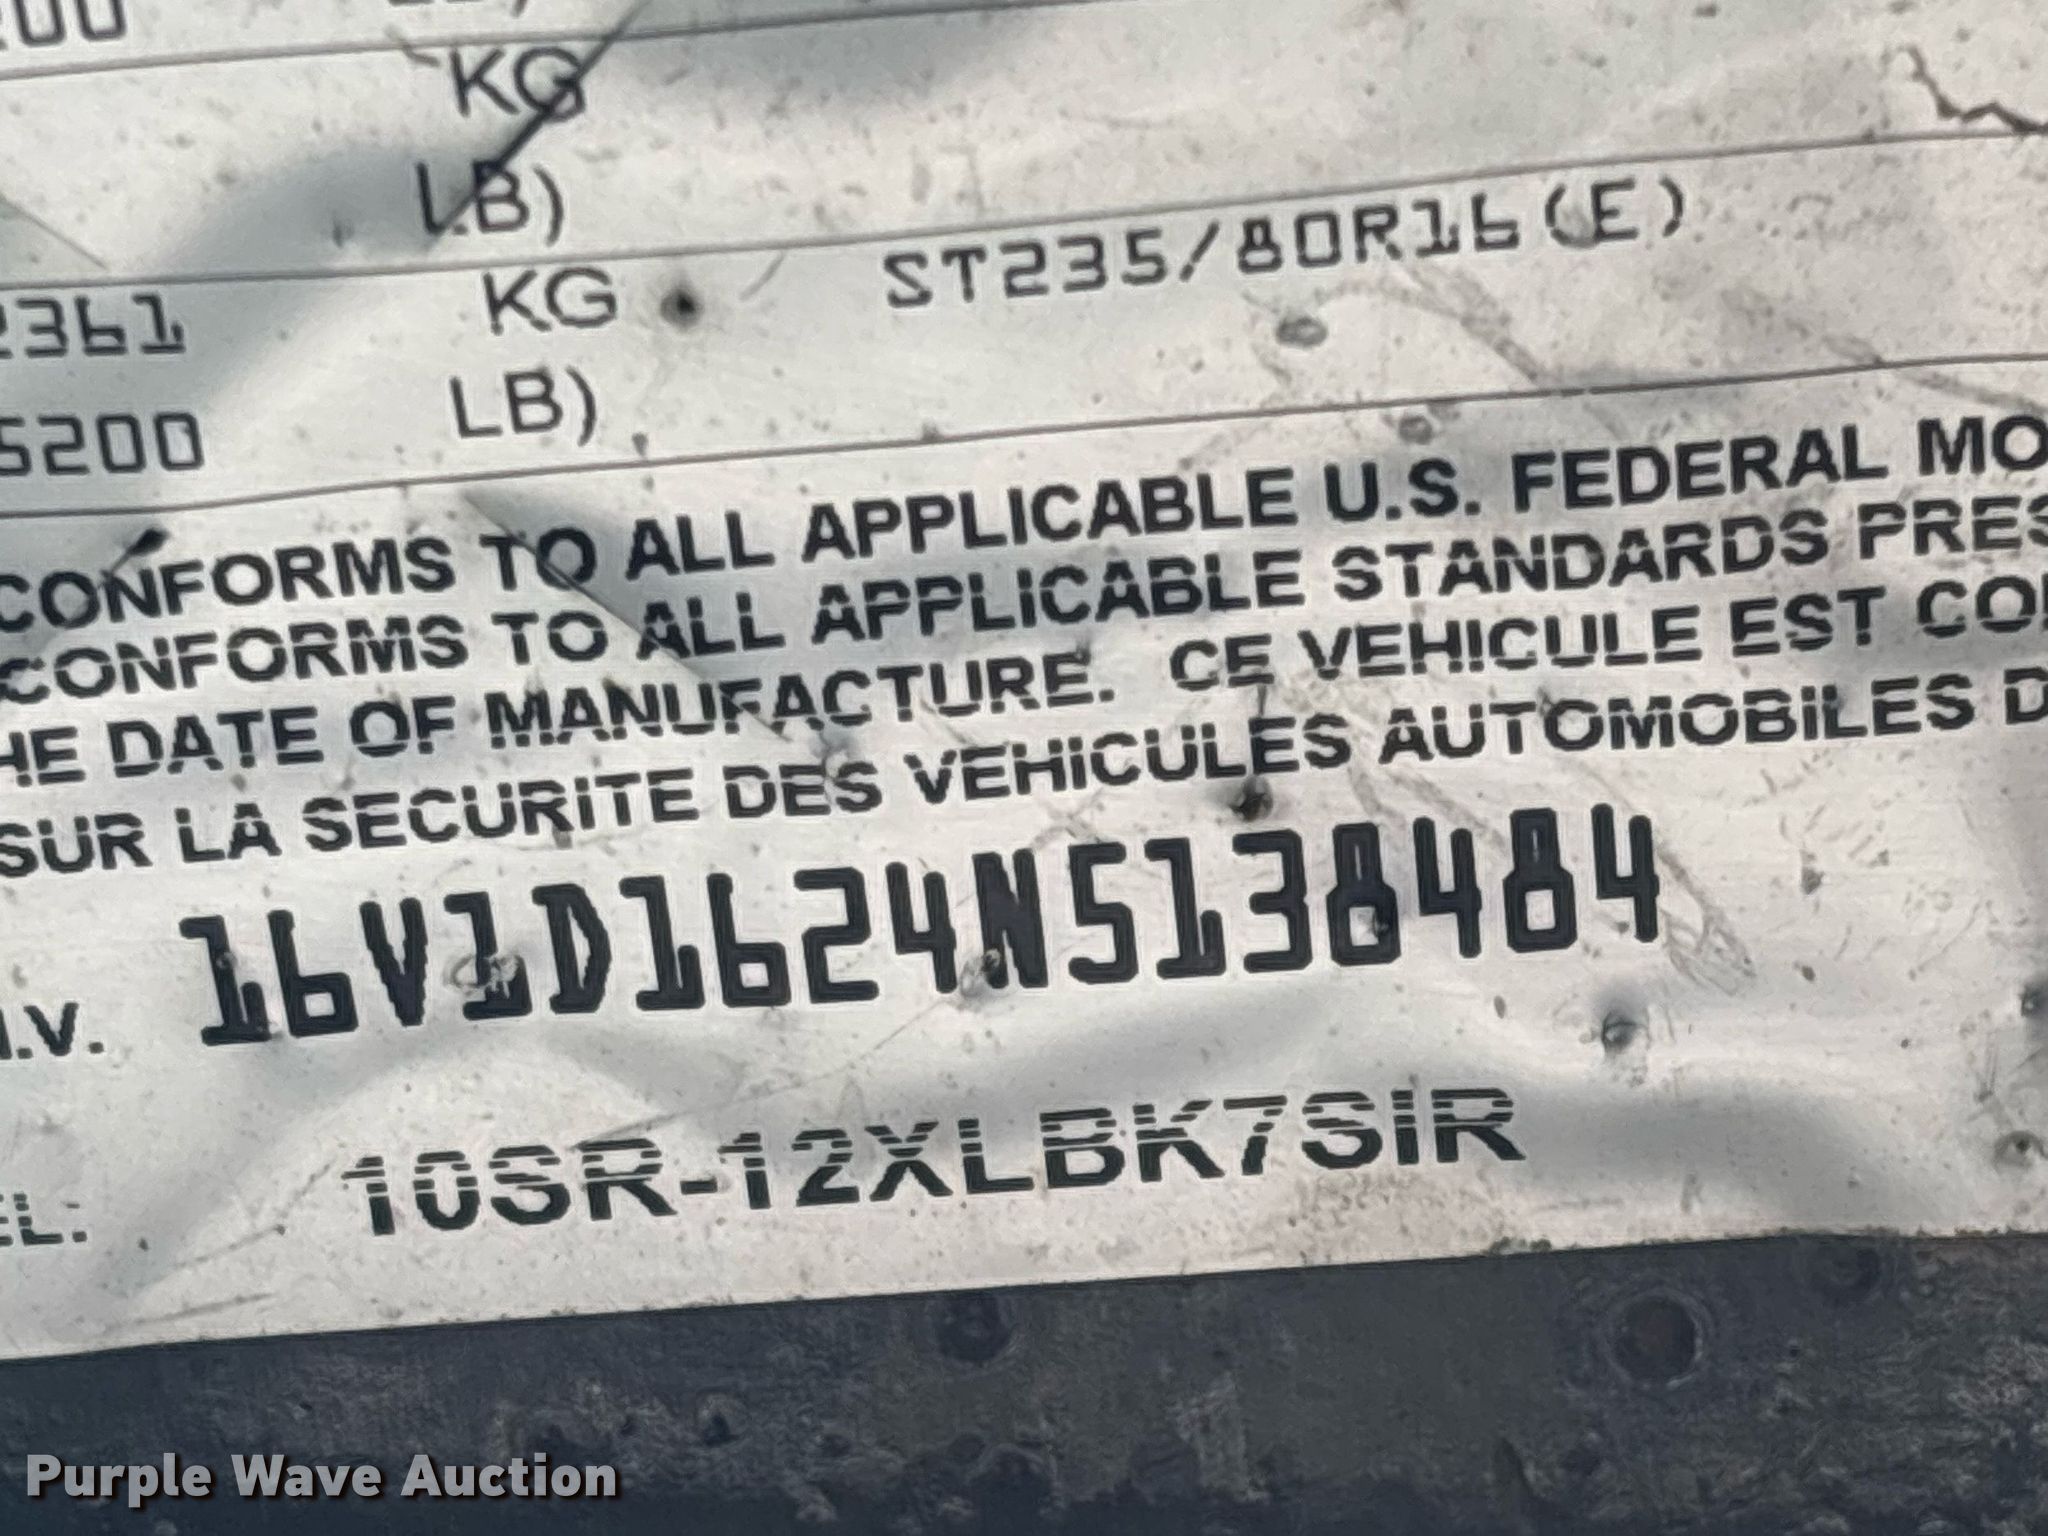 200
KG
LB)
2361 KG ST235/80R16(E)
5200 LB)
CONFORMS TO ALL APPLICABLE U.S. FEDERAL MO
CONFORMS TO ALL APPLICABLE STANDARDS PRES
HE DATE OF MANUFACTURE. CE VEHICULE EST CO
SUR LA SECURITE DES VEHICULES AUTOMOBILES D
.V. 16V1D1624N5138484
EL: 10SR-12XLBK7SIR
Purple Wave Auction